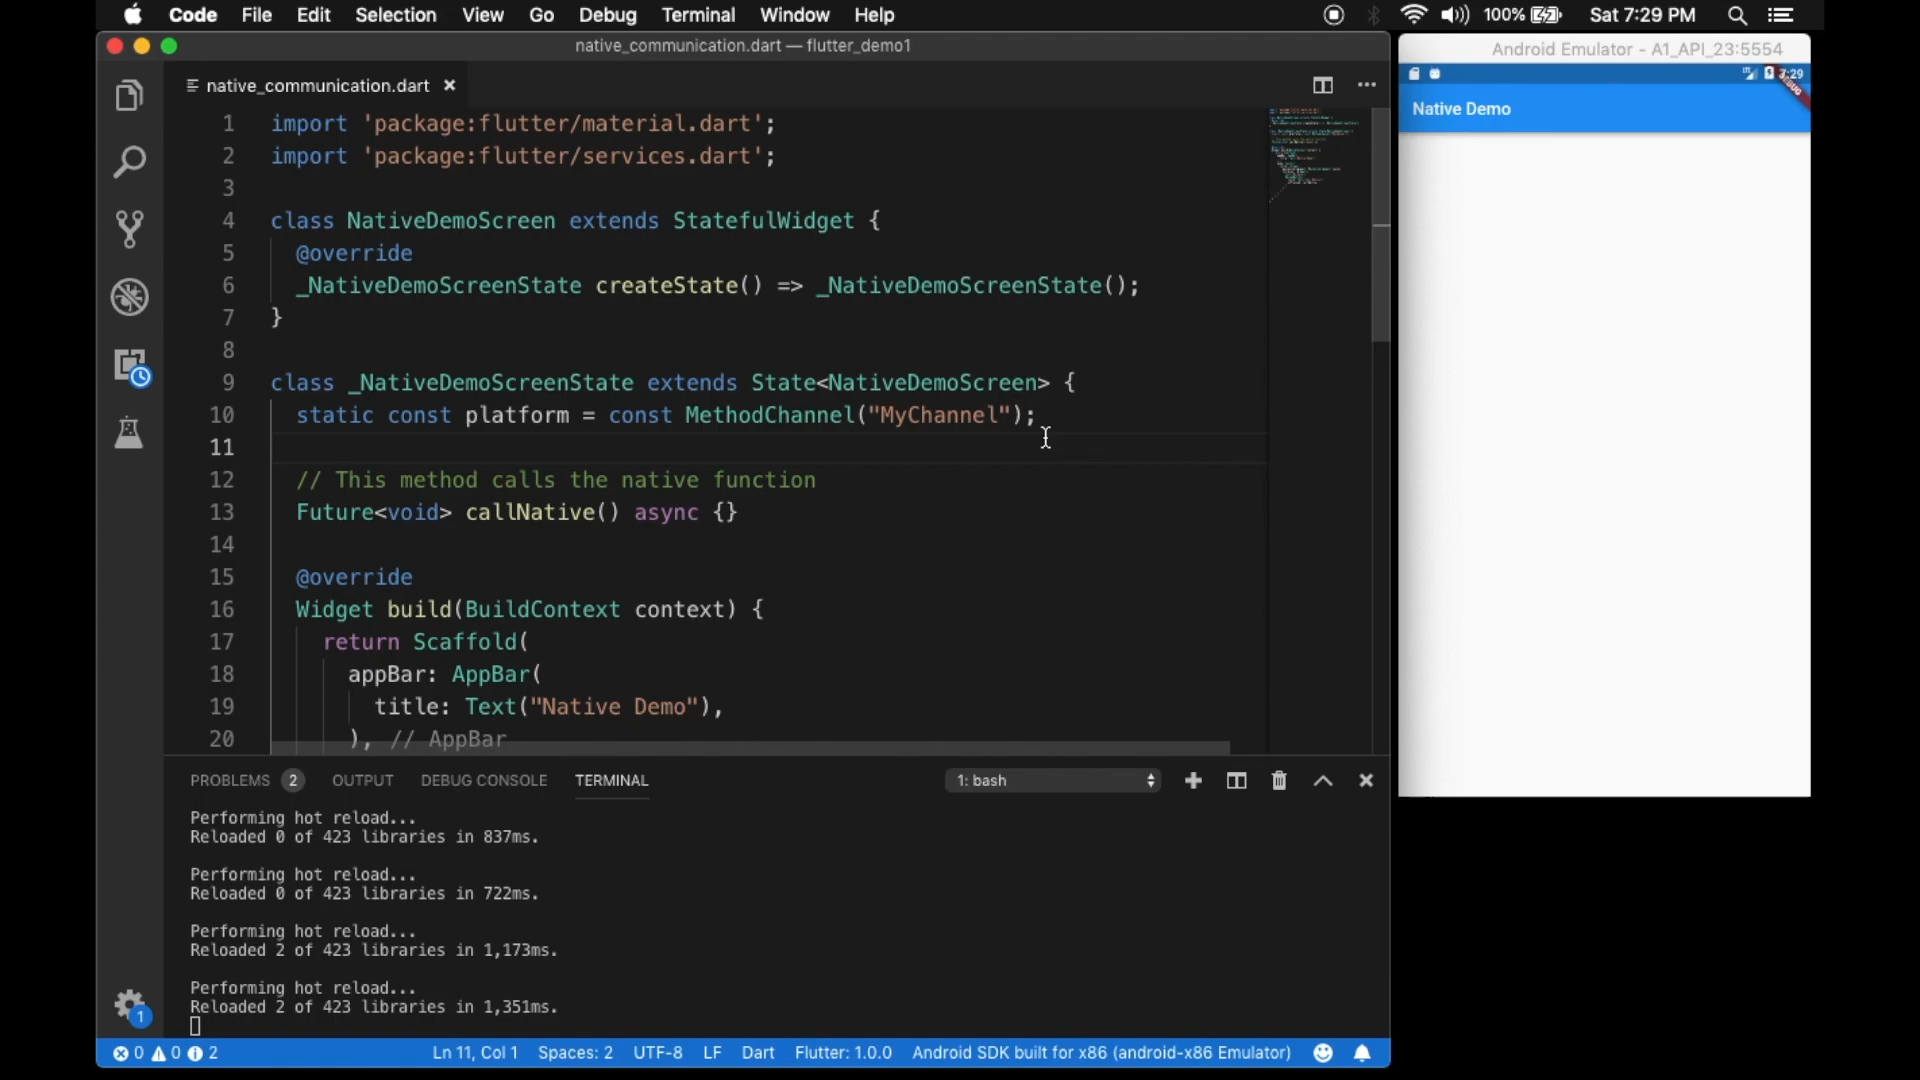 Code File Edit Selection View Go Debug Terminal Window Help 100% Sat 7:29 PM
native_communication.dart — flutter_demo1
native_communication.dart
1 import 'package:flutter/material.dart';
2 import 'package:flutter/services.dart';
3
4 class NativeDemoScreen extends StatefulWidget {
5 @override
6 _NativeDemoScreenState createState() => _NativeDemoScreenState();
7 }
8
9 class _NativeDemoScreenState extends State<NativeDemoScreen> {
10 static const platform = const MethodChannel("MyChannel");
11
12 // This method calls the native function
13 Future<void> callNative() async {}
14
15 @override
16 Widget build(BuildContext context) {
17 return Scaffold(
18 appBar: AppBar(
19 title: Text("Native Demo"),
20 ), // AppBar
PROBLEMS 2 OUTPUT DEBUG CONSOLE TERMINAL 1: bash
Performing hot reload...
Reloaded 0 of 423 libraries in 837ms.
Performing hot reload...
Reloaded 0 of 423 libraries in 722ms.
Performing hot reload...
Reloaded 2 of 423 libraries in 1,173ms.
Performing hot reload...
Reloaded 2 of 423 libraries in 1,351ms.
1
0 0 2 Ln 11, Col 1 Spaces: 2 UTF-8 LF Dart Flutter: 1.0.0 Android SDK built for x86 (android-x86 Emulator)
Android Emulator - A1_API_23:5554
7:29
DEBUG
Native Demo